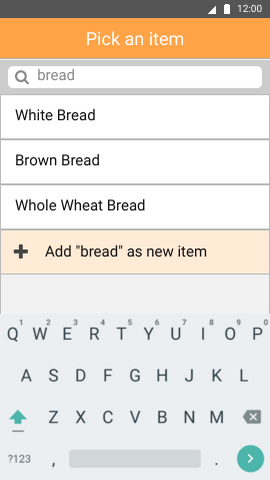 12:00
Pick an item
bread
White Bread
Brown Bread
Whole Wheat Bread
Add "bread" as new item
1 2 3 4 5 6 7 8 9 0
Q W E R T Y U I O P
A S D F G H J K L
Z X C V B N M
?123 , .